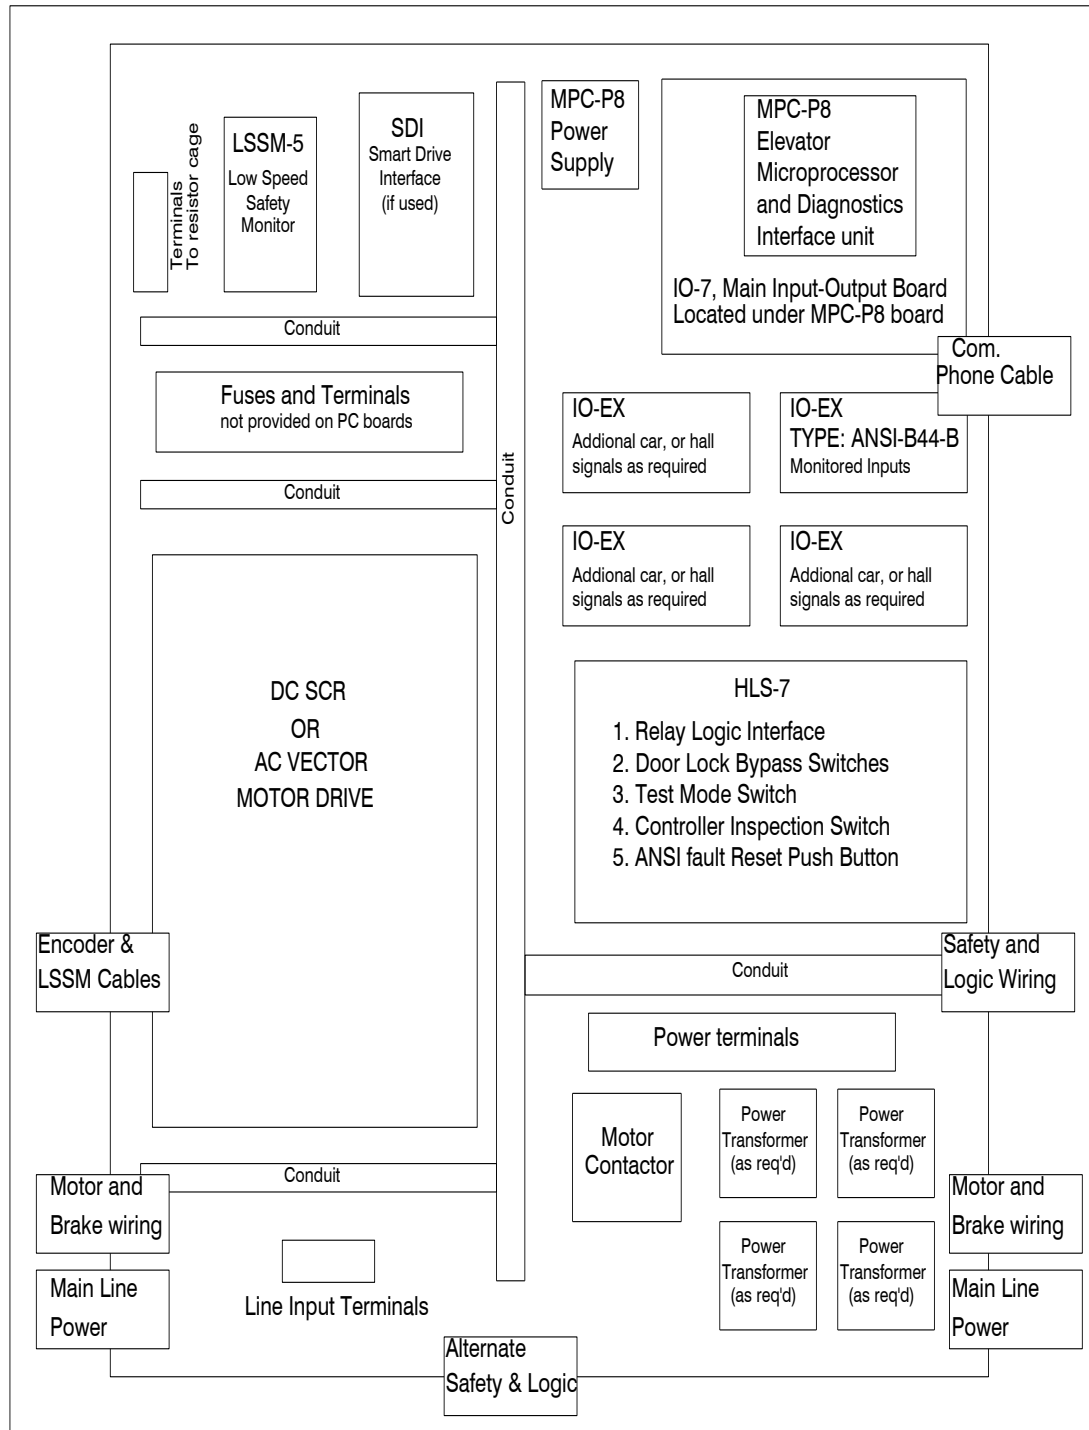 Terminals
To resistor cage
LSSM-5
Low Speed
Safety
Monitor
SDI
Smart Drive
Interface
(if used)
MPC-P8
Power
Supply
MPC-P8
Elevator
Microprocessor
and Diagnostics
Interface unit
IO-7, Main Input-Output Board
Located under MPC-P8 board
Com.
Phone Cable
Conduit
Fuses and Terminals
not provided on PC boards
Conduit
Conduit
IO-EX
Addional car, or hall
signals as required
IO-EX
TYPE: ANSI-B44-B
Monitored Inputs
IO-EX
Addional car, or hall
signals as required
IO-EX
Addional car, or hall
signals as required
DC SCR
OR
AC VECTOR
MOTOR DRIVE
HLS-7
1. Relay Logic Interface
2. Door Lock Bypass Switches
3. Test Mode Switch
4. Controller Inspection Switch
5. ANSI fault Reset Push Button
Encoder &
LSSM Cables
Conduit
Safety and
Logic Wiring
Power terminals
Motor
Contactor
Power
Transformer
(as req'd)
Power
Transformer
(as req'd)
Conduit
Motor and
Brake wiring
Motor and
Brake wiring
Power
Transformer
(as req'd)
Power
Transformer
(as req'd)
Main Line
Power
Line Input Terminals
Main Line
Power
Alternate
Safety & Logic